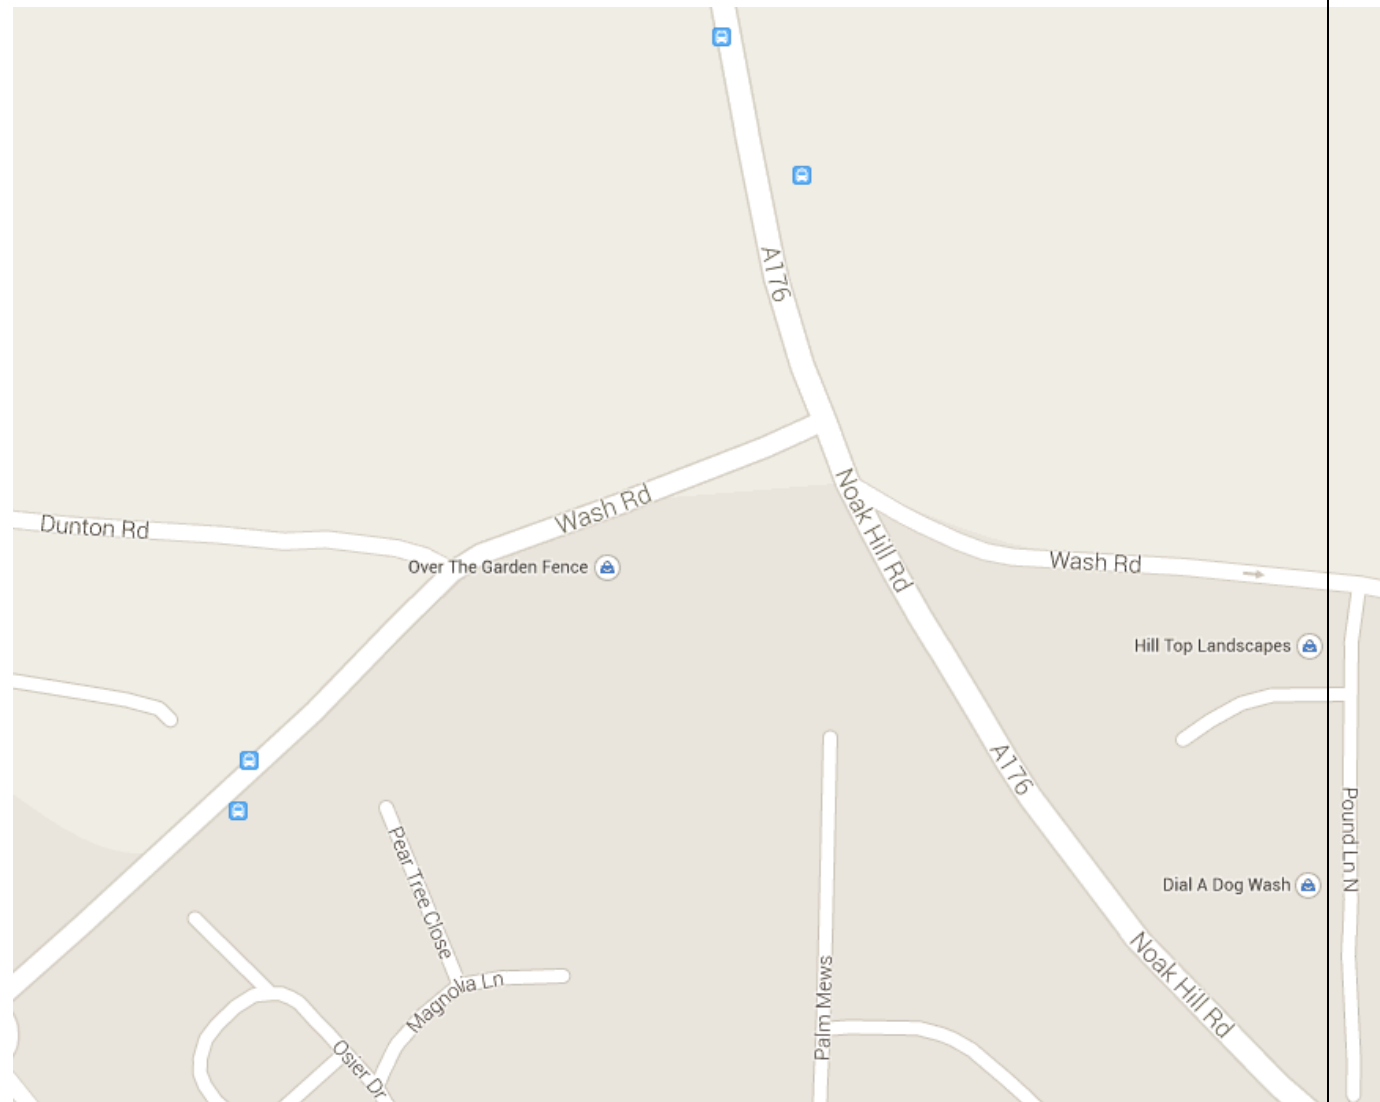 A176
Wash Rd
Noak Hill Rd
Dunton Rd
Wash Rd
Over The Garden Fence
Hill Top Landscapes
A176
Pound Ln N
Pear Tree Close
Dial A Dog Wash
Noak Hill Rd
Palm Mews
Magnolia Ln
Osier Dr